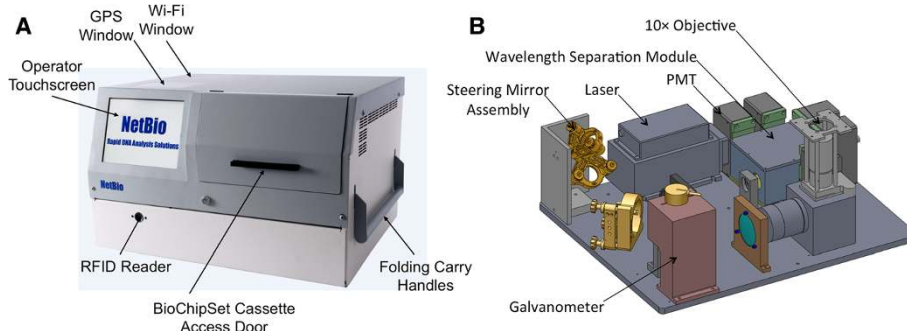 A
GPS
Window
Wi-Fi
Window
Operator
Touchscreen
NetBio
Rapid DNA Analysis Solutions
NetBio
RFID Reader
BioChipSet Cassette
Access Door
Folding Carry
Handles
B
10× Objective
Wavelength Separation Module
PMT
Steering Mirror
Assembly
Laser
Galvanometer